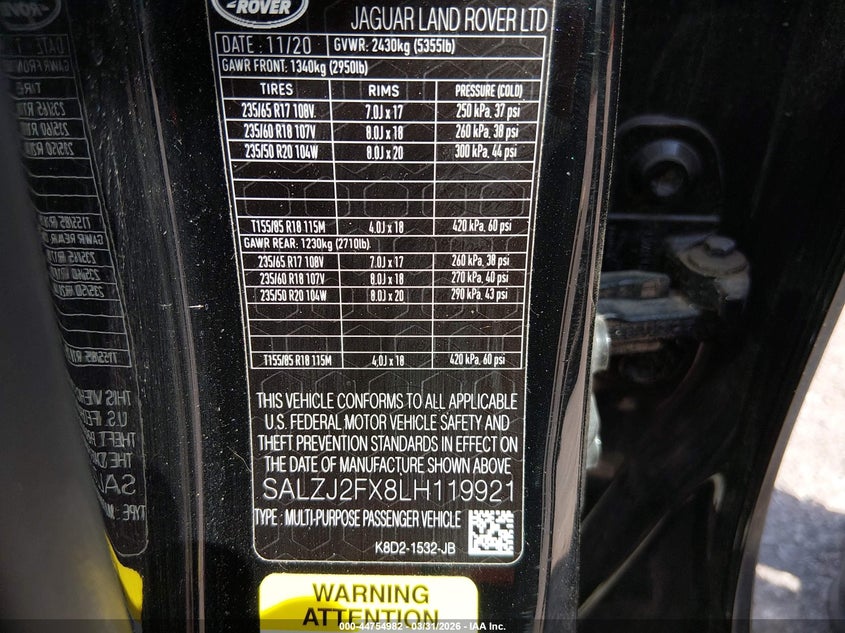 ROVER
JAGUAR LAND ROVER LTD
DATE : 11/20 GVWR: 2430kg (5355lb)
GAWR FRONT: 1340kg (2950lb)
TIRES RIMS PRESSURE (COLD)
235/65 R17 108V. 7.0J x 17 250 kPa, 37 psi
235/60 R18 107V 8.0J x 18 260 kPa, 38 psi
235/50 R20 104W 8.0J x 20 300 kPa, 44 psi
T155/85 R18 115M 4.0J x 18 420 kPa, 60 psi
GAWR REAR: 1230kg (2710lb).
235/65 R17 108V 7.0J x 17 260 kPa, 38 psi
235/60 R18 107V 8.0J x 18 270 kPa, 40 psi
235/50 R20 104W 8.0J x 20 290 kPa, 43 psi
T155/85 R18 115M 4.0J x 18 420 kPa, 60 psi
THIS VEHICLE CONFORMS TO ALL APPLICABLE
U.S. FEDERAL MOTOR VEHICLE SAFETY AND
THEFT PREVENTION STANDARDS IN EFFECT ON
THE DATE OF MANUFACTURE SHOWN ABOVE
SALZJ2FX8LH119921
TYPE : MULTI-PURPOSE PASSENGER VEHICLE
K8D2-1532-JB
WARNING
ATTENTION
000-44754982 - 03/31/2026 - IAA Inc.